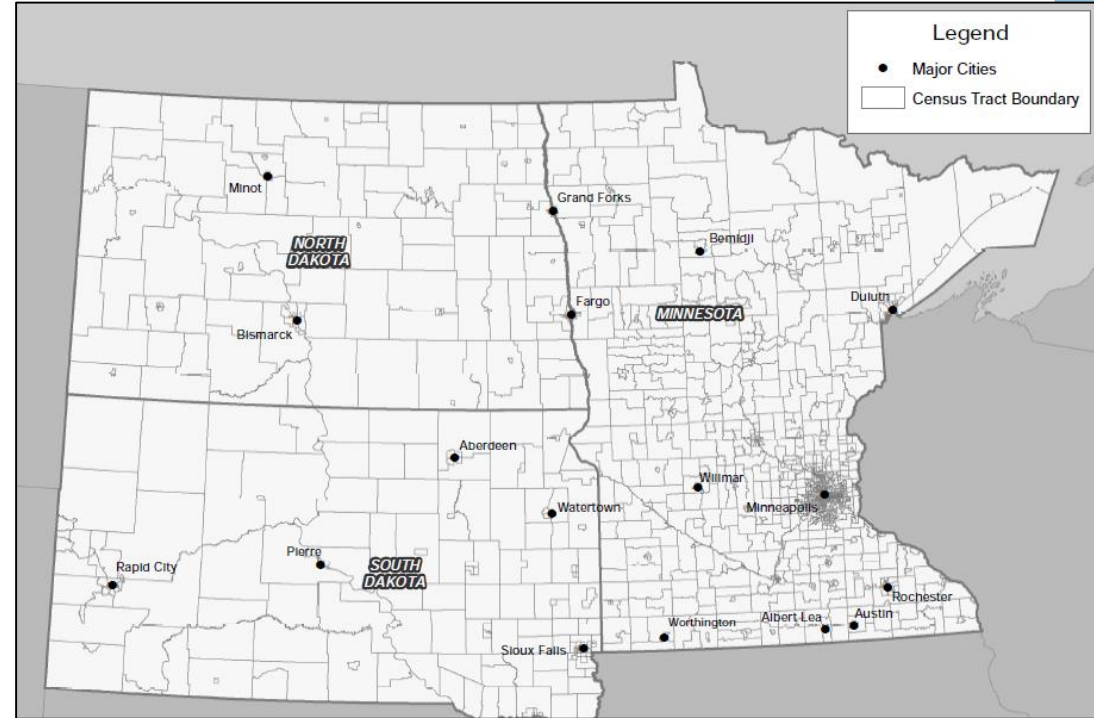 Legend
Major Cities
Census Tract Boundary
Minot
Grand Forks
NORTH
DAKOTA
Bemidji
Fargo
MINNESOTA
Duluth
Bismarck
Aberdeen
Willmar
Watertown
Minneapolis
Pierre
SOUTH
DAKOTA
Rapid City
Rochester
Albert Lea
Austin
Worthington
Sioux Falls